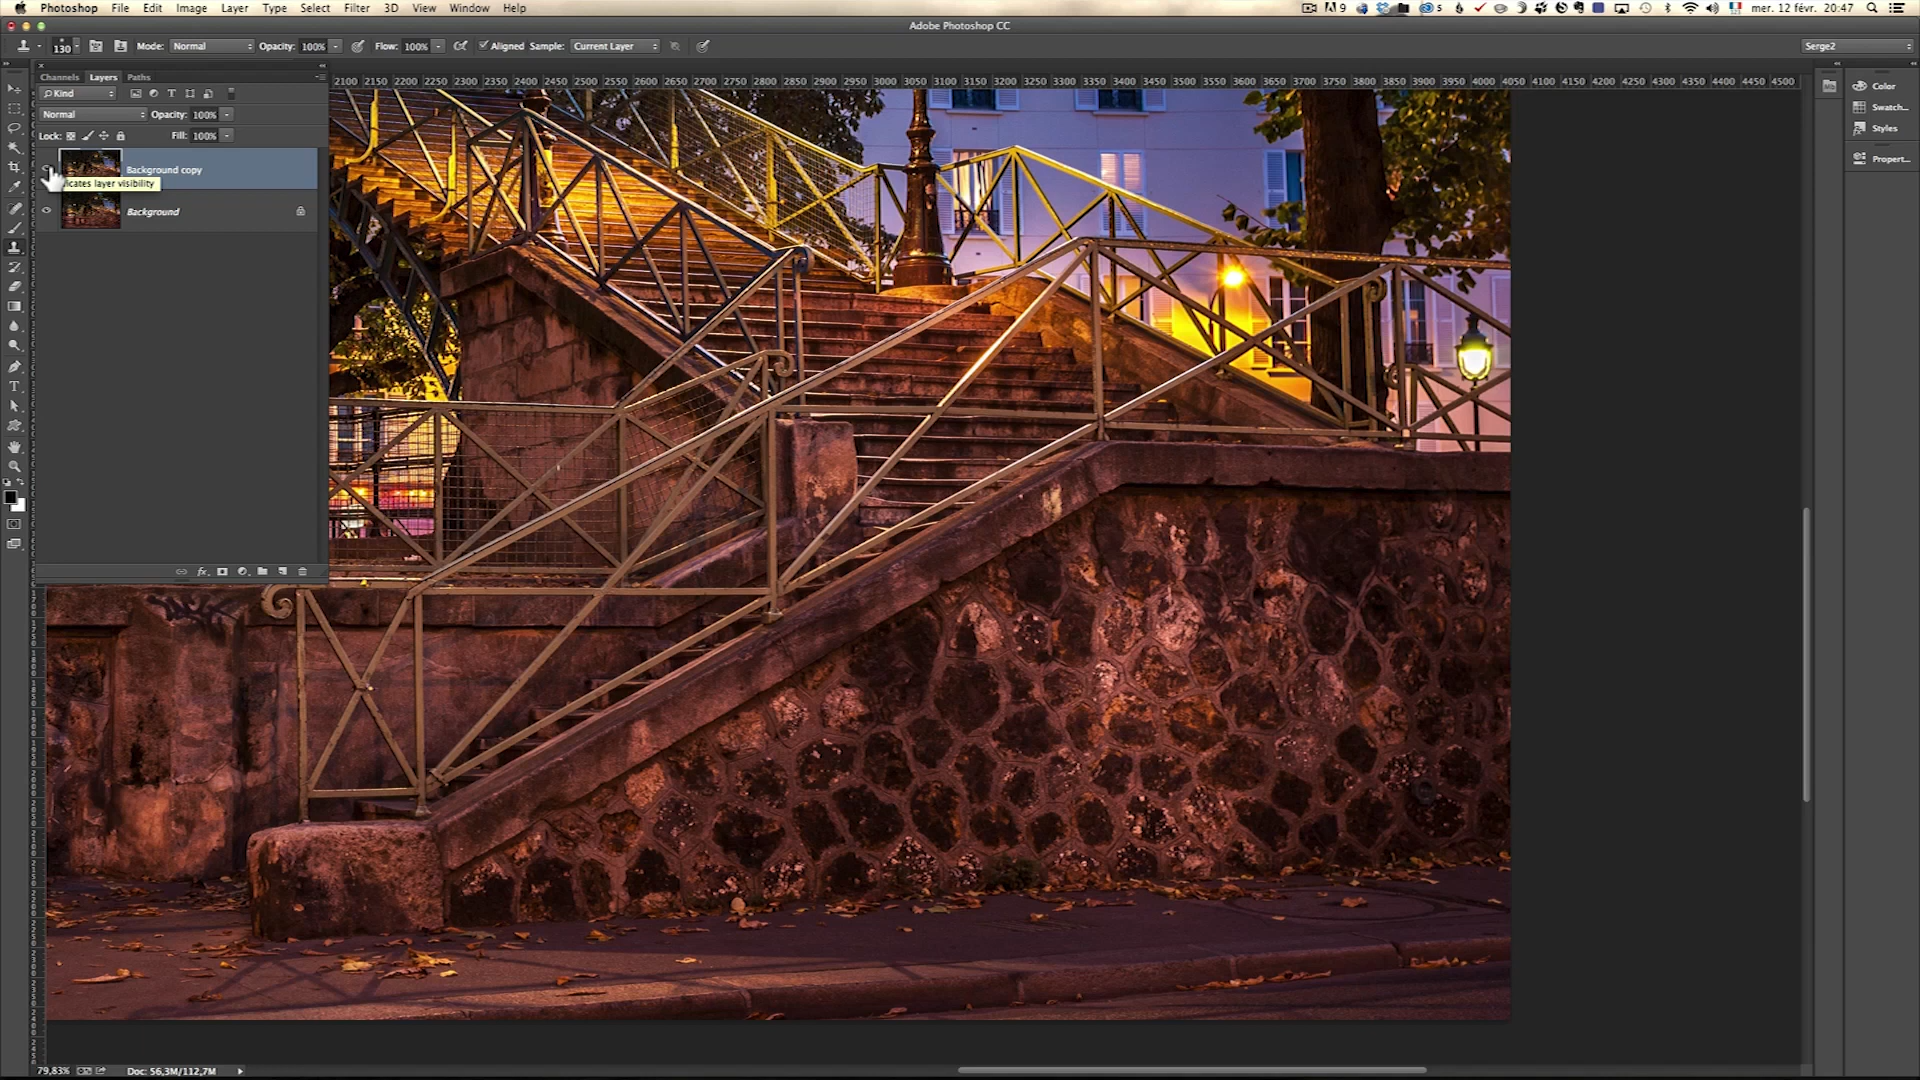 Photoshop File Edit Image Layer Type Select Filter 3D View Window Help
9 5 mer. 12 févr. 20:47
Adobe Photoshop CC
130 Mode: Normal Opacity: 100% Flow: 100% Aligned Sample: Current Layer Serge2
Channels Layers Paths
2100 2150 2200 2250 2300 2350 2400 2450 2500 2550 2600 2650 2700 2750 2800 2850 2900 2950 3000 3050 3100 3150 3200 3250 3300 3350 3400 3450 3500 3550 3600 3650 3700 3750 3800 3850 3900 3950 4000 4050 4100 4150 4200 4250 4300 4350 4400 4450 4500
Kind
Normal Opacity: 100%
Lock: Fill: 100%
Background copy
icates layer visibility
Background
Color
Swatch...
Styles
Propert...
79,83% Doc: 56,3M/112,7M